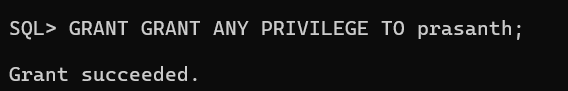 SQL> GRANT GRANT ANY PRIVILEGE TO prasanth;
Grant succeeded.